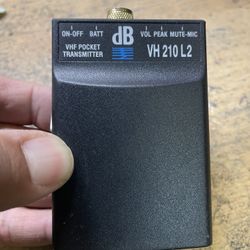 ON-OFF BATT dB VOL PEAK MUTE-MIC
VHF POCKET
TRANSMITTER
VH 210 L2